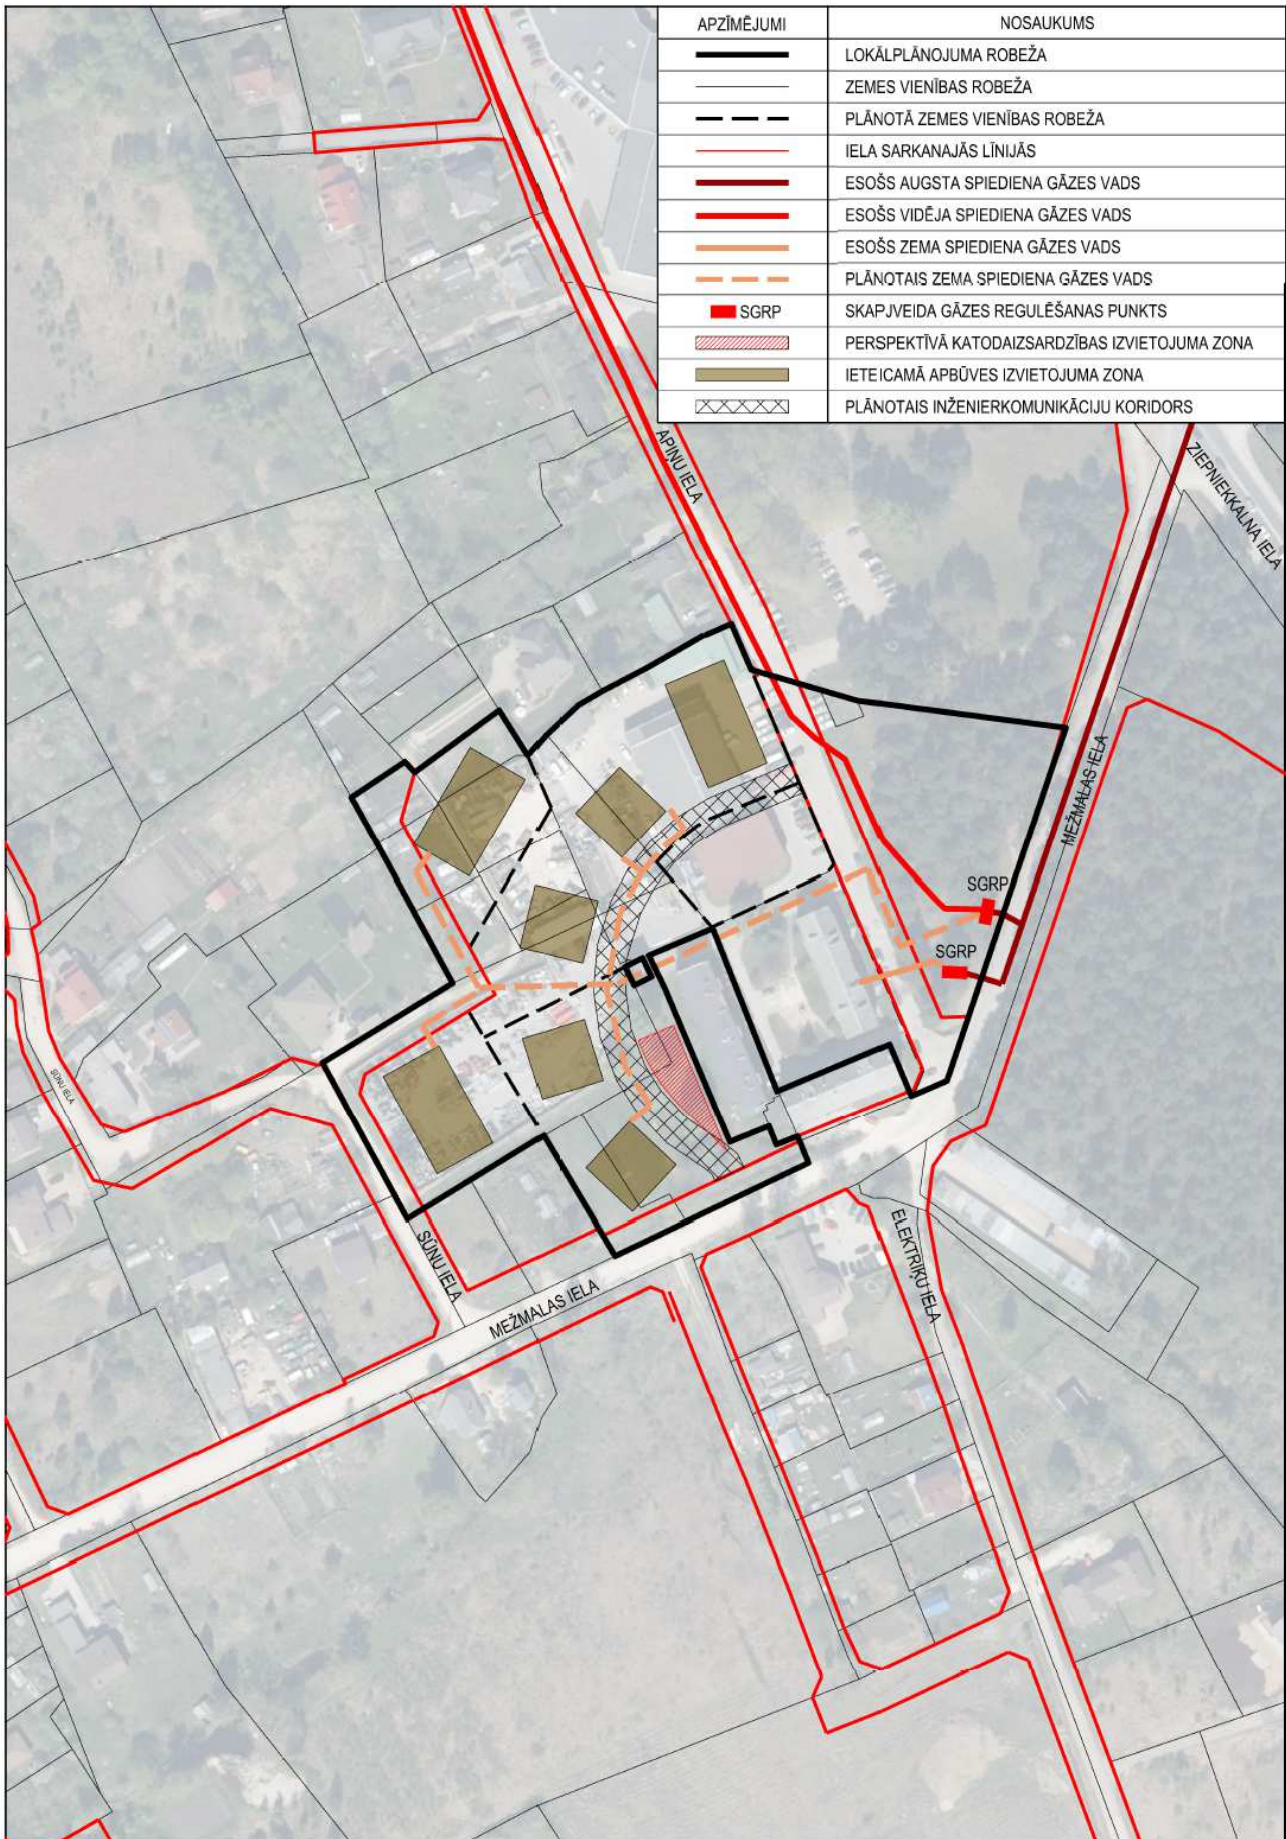 APZĪMĒJUMI NOSAUKUMS
LOKĀLPLĀNOJUMA ROBEŽA
ZEMES VIENĪBAS ROBEŽA
PLĀNOTĀ ZEMES VIENĪBAS ROBEŽA
IELA SARKANAJĀS LĪNIJĀS
ESOŠS AUGSTA SPIEDIENA GĀZES VADS
ESOŠS VIDĒJA SPIEDIENA GĀZES VADS
ESOŠS ZEMA SPIEDIENA GĀZES VADS
PLĀNOTAIS ZEMA SPIEDIENA GĀZES VADS
SGRP SKAPJVEIDA GĀZES REGULĒŠANAS PUNKTS
PERSPEKTĪVĀ KATODAIZSARDZĪBAS IZVIETOJUMA ZONA
IETEICAMĀ APBŪVES IZVIETOJUMA ZONA
PLĀNOTAIS INŽENIERKOMUNIKĀCIJU KORIDORS
APIŅU IELA
ZIEPNIEKKALNA IELA
MEŽMALAS IELA
SGRP
SGRP
SŪNU IELA
SŪNU IELA
ELEKTRIĶU IELA
MEŽMALAS IELA